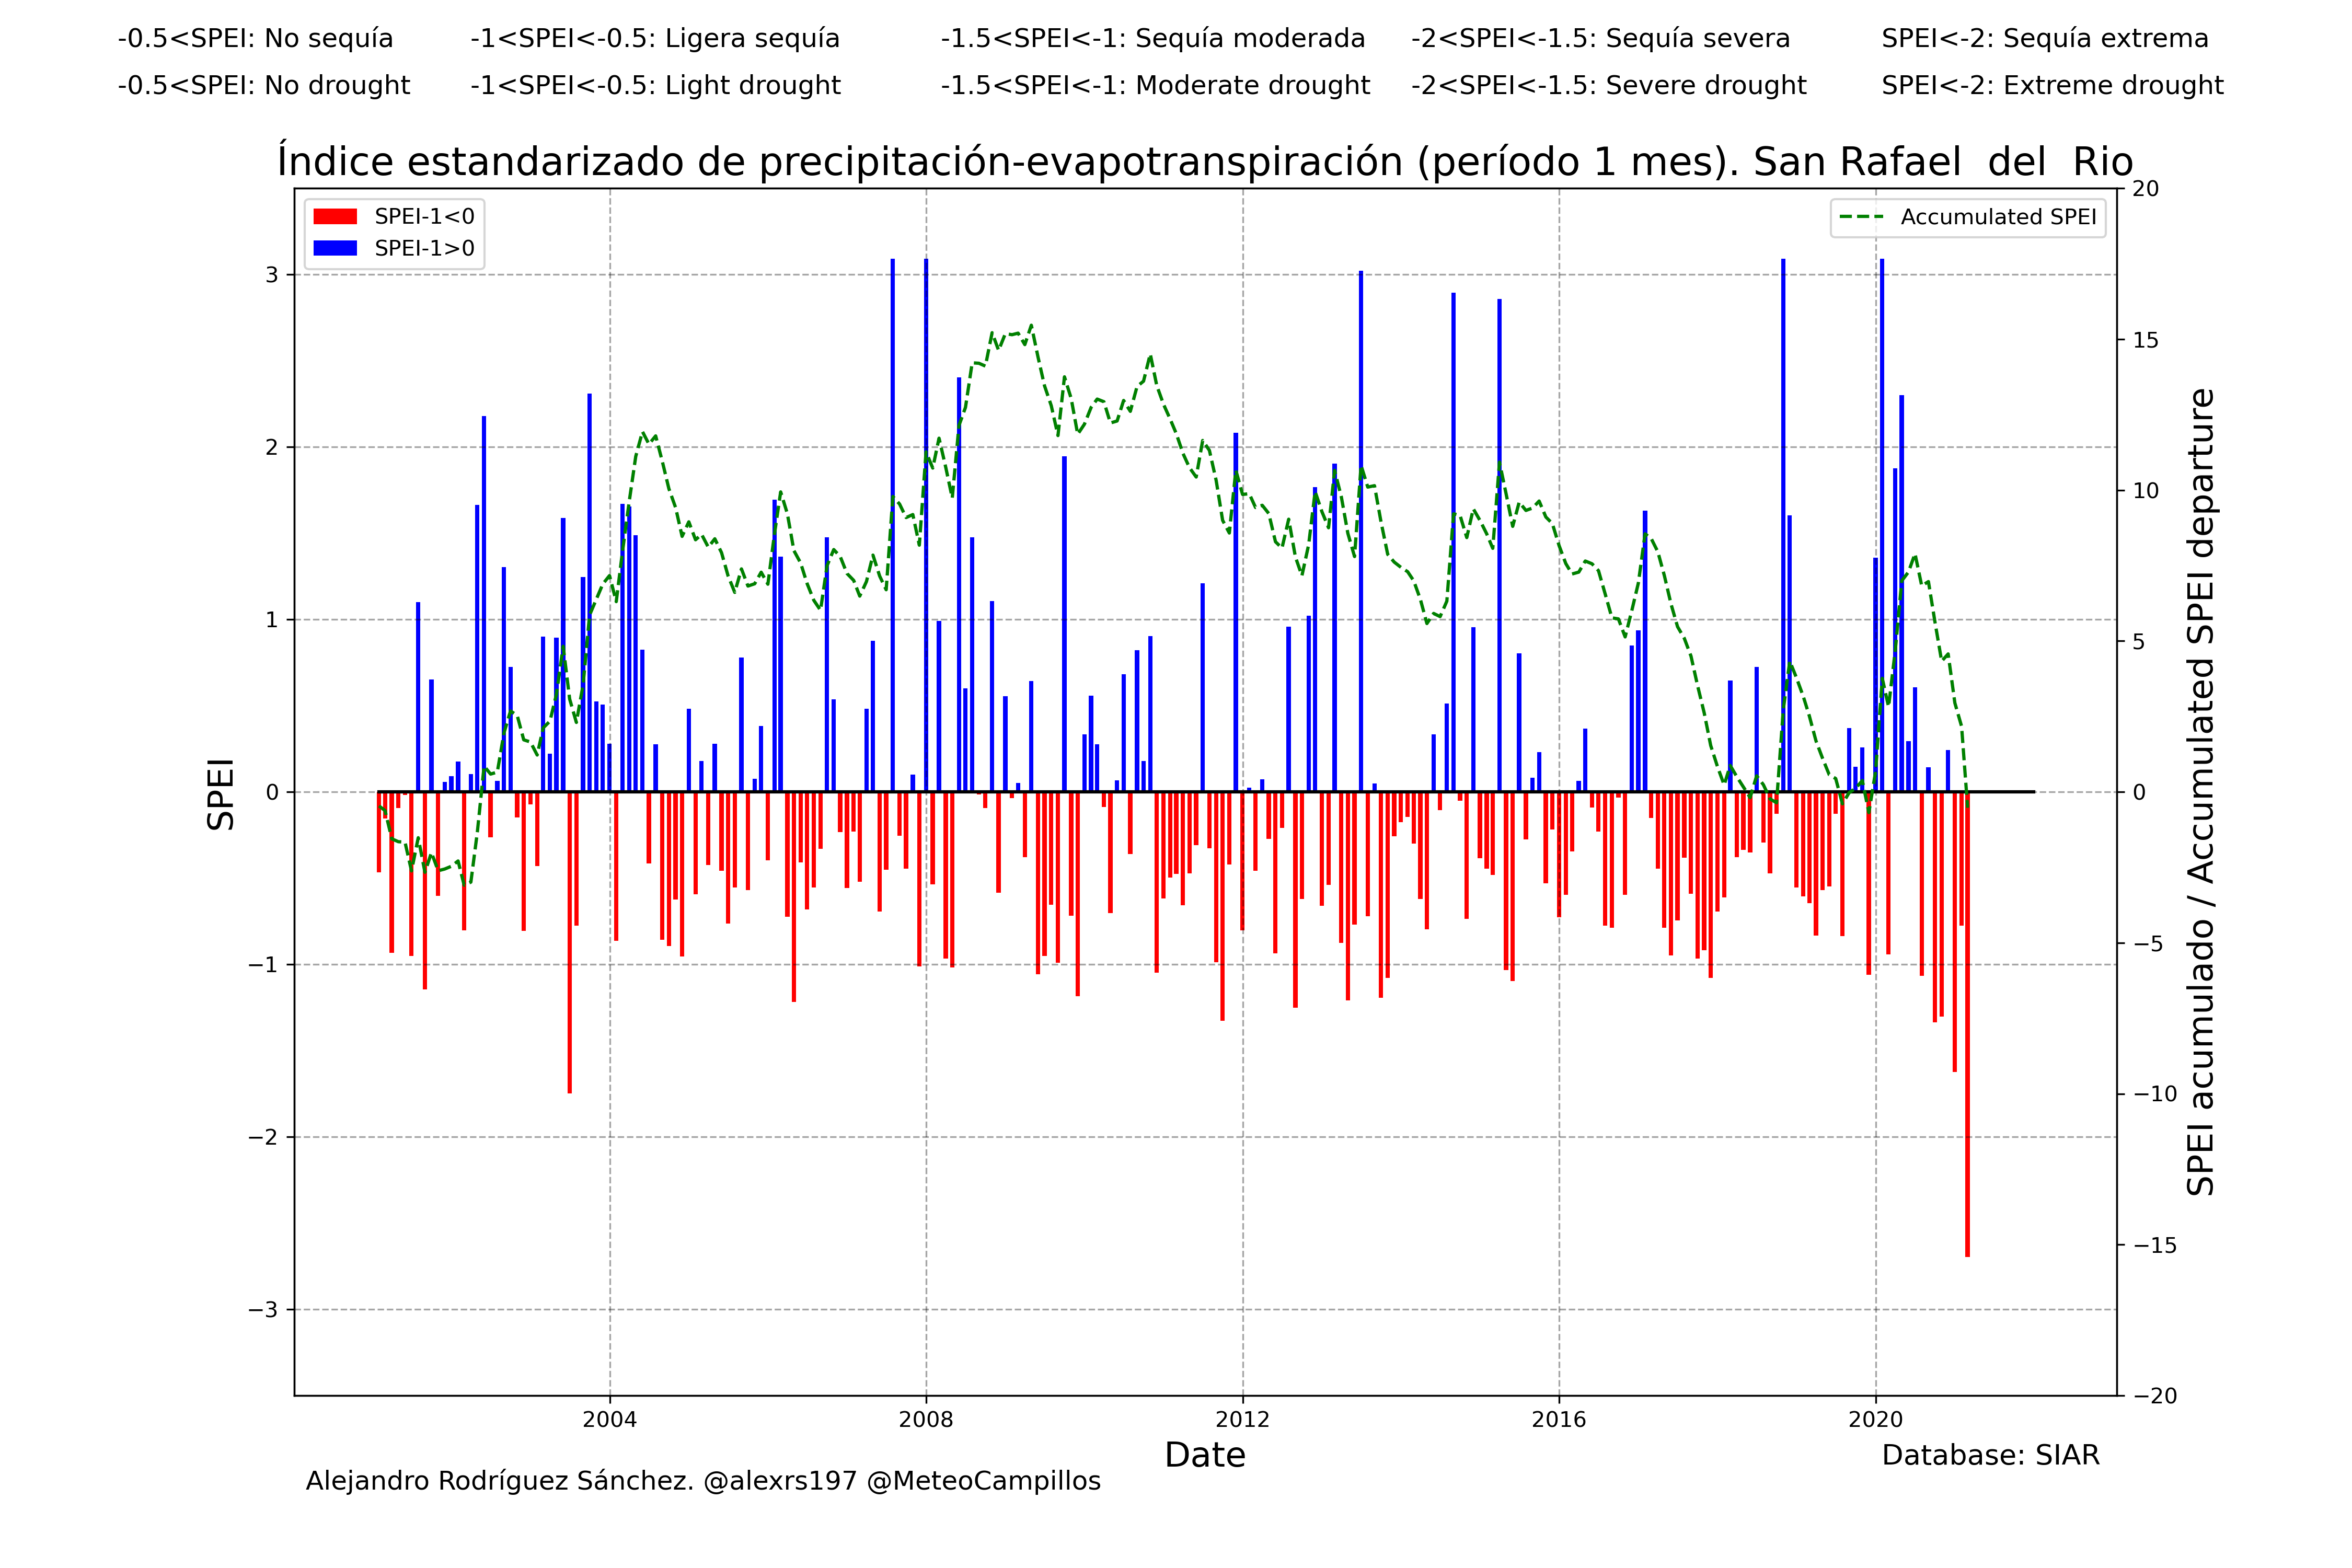 -0.5<SPEI: No sequía -1<SPEI<-0.5: Ligera sequía -1.5<SPEI<-1: Sequía moderada -2<SPEI<-1.5: Sequía severa SPEI<-2: Sequía extrema
-0.5<SPEI: No drought -1<SPEI<-0.5: Light drought -1.5<SPEI<-1: Moderate drought -2<SPEI<-1.5: Severe drought SPEI<-2: Extreme drought
Índice estandarizado de precipitación-evapotranspiración (período 1 mes). San Rafael  del  Rio
SPEI-1<0
SPEI-1>0
Accumulated SPEI
SPEI
3
2
1
0
−1
−2
−3
20
15
10
5
0
−5
−10
−15
−20
SPEI acumulado / Accumulated SPEI departure
2004 2008 2012 2016 2020
Date
Database: SIAR
Alejandro Rodríguez Sánchez. @alexrs197 @MeteoCampillos